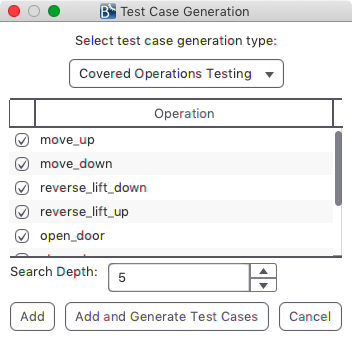 Test Case Generation
Select test case generation type:
Covered Operations Testing
Operation
move_up
move_down
reverse_lift_down
reverse_lift_up
open_door
Search Depth: 5
Add Add and Generate Test Cases Cancel